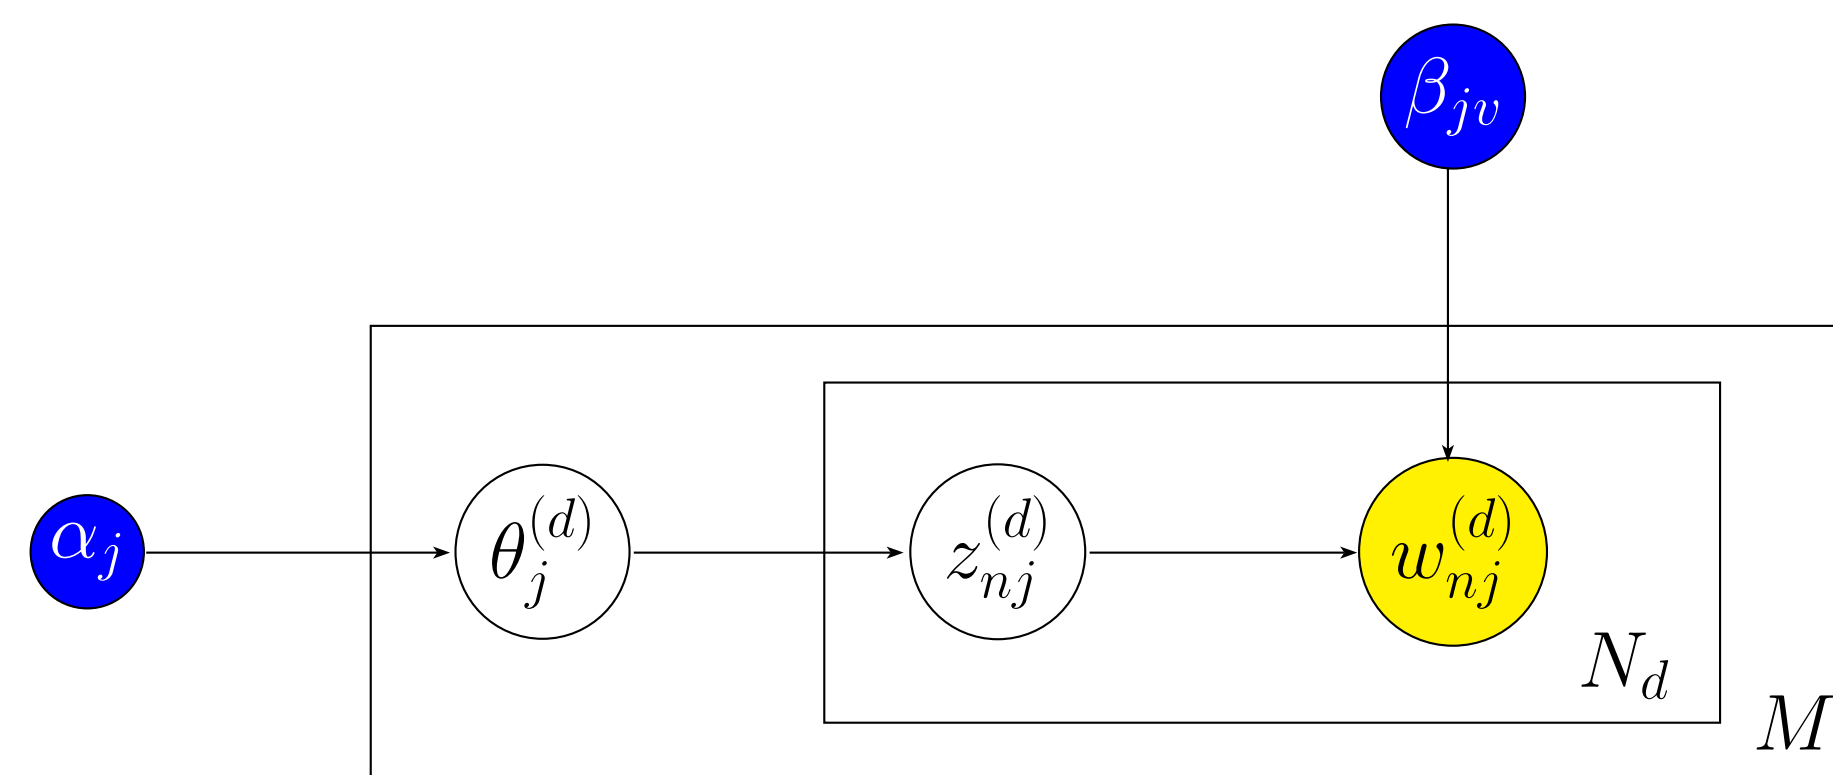 β_{jv}
α_j
θ_j^{(d)}
z_{nj}^{(d)}
w_{nj}^{(d)}
N_d
M